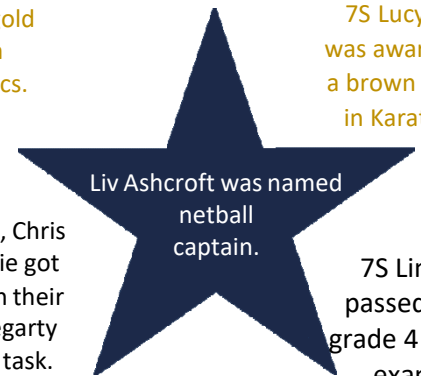 old
cs.
7S Lucy
was awar
a brown
in Kara
Liv Ashcroft was named
netball
captain.
, Chris
ie got
n their
egarty
task.
7S Lin
passed
grade 4